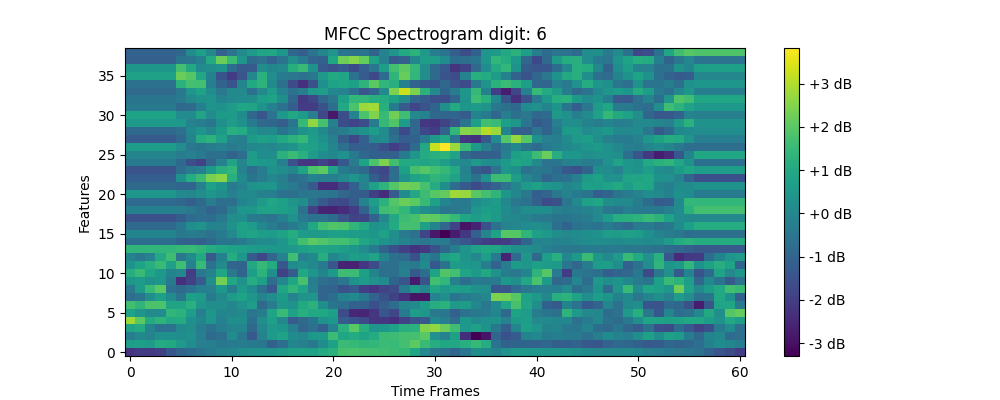 MFCC Spectrogram digit: 6
Features
35
30
25
20
15
10
5
0
0 10 20 30 40 50 60
Time Frames
+3 dB
+2 dB
+1 dB
+0 dB
-1 dB
-2 dB
-3 dB